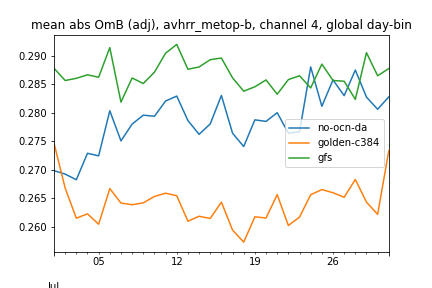 mean abs OmB (adj), avhrr_metop-b, channel 4, global day-bin
0.290
0.285
0.280
0.275
0.270
0.265
0.260
no-ocn-da
golden-c384
gfs
05
12
19
26
Jul